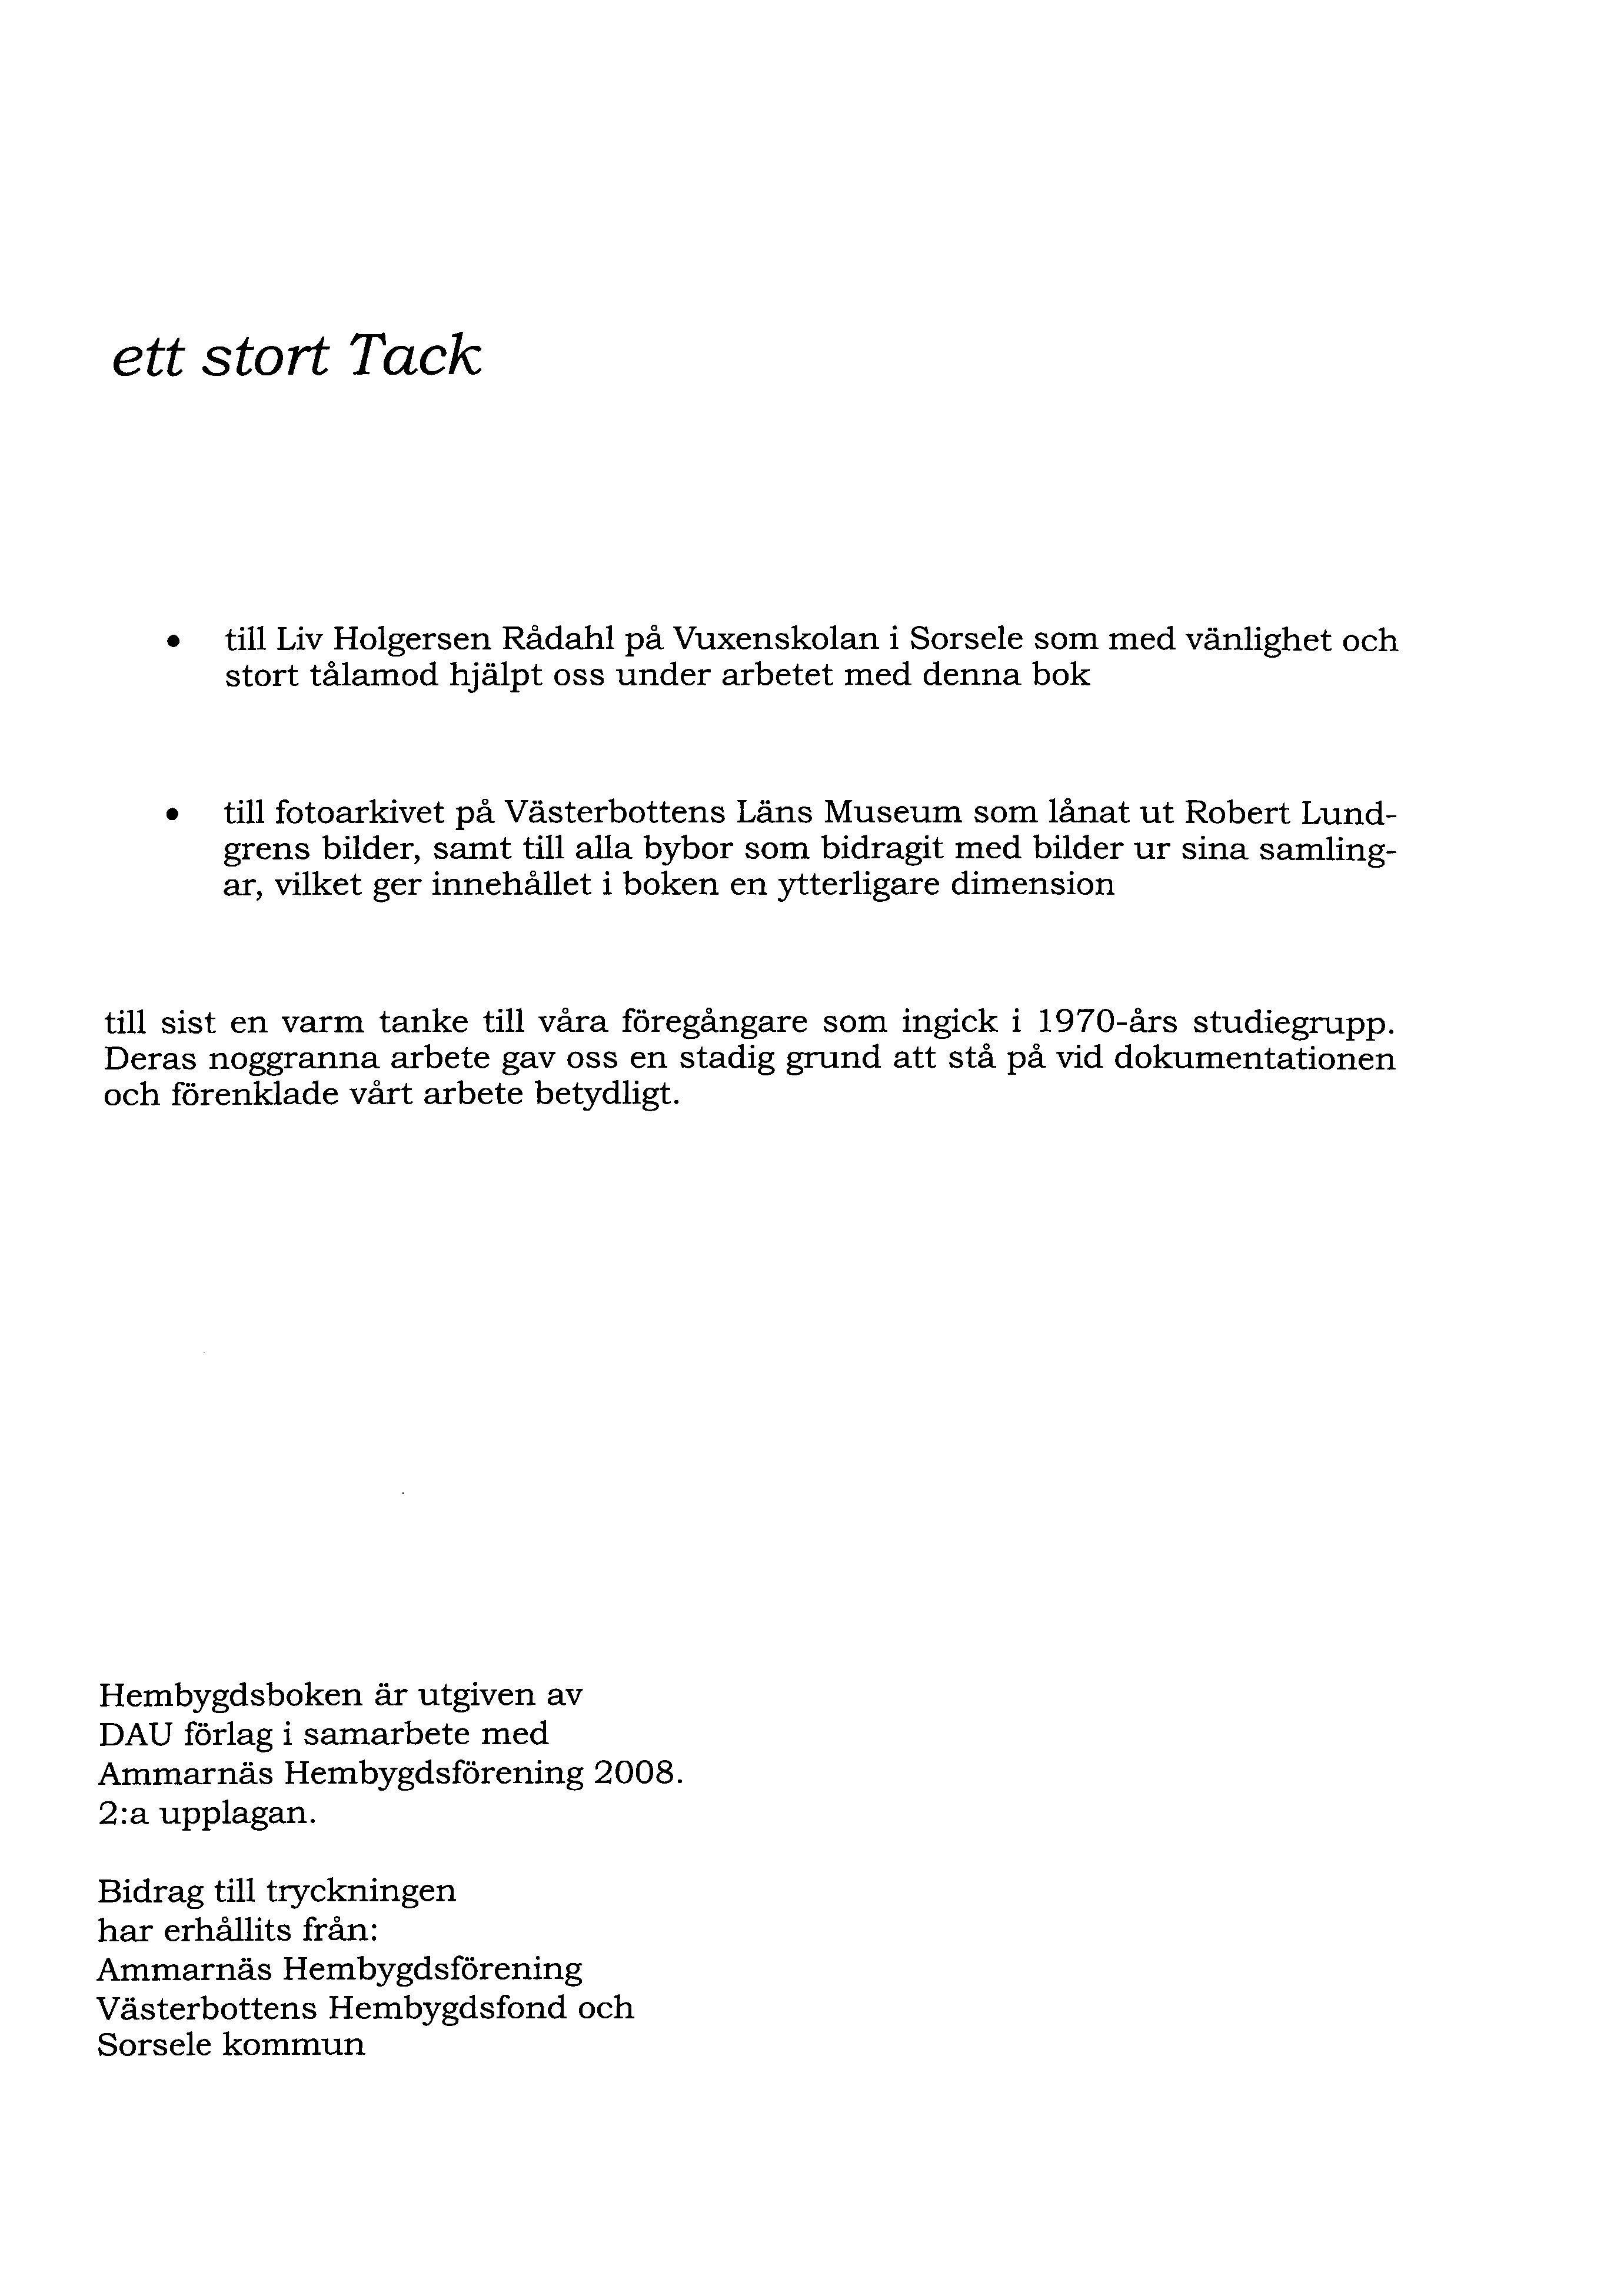 ett stort Tack
• till Liv Holgersen Rådahl på Vuxenskolan i Sorsele som med vänlighet och
stort tålamod hjälpt oss under arbetet med denna bok
• till fotoarkivet på Västerbottens Läns Museum som lånat ut Robert Lund-
grens bilder, samt till alla bybor som bidragit med bilder ur sina samling-
ar, vilket ger innehållet i boken en ytterligare dimension
till sist en varm tanke till våra föregångare som ingick i 1970-års studiegrupp.
Deras noggranna arbete gav oss en stadig grund att stå på vid dokumentationen
och förenklade vårt arbete betydligt.
Hembygdsboken är utgiven av
DAU förlag i samarbete med
Ammarnäs Hembygdsförening 2008.
2:a upplagan.
Bidrag till tryckningen
har erhållits från:
Ammarnäs Hembygdsförening
Västerbottens Hembygdsfond och
Sorsele kommun